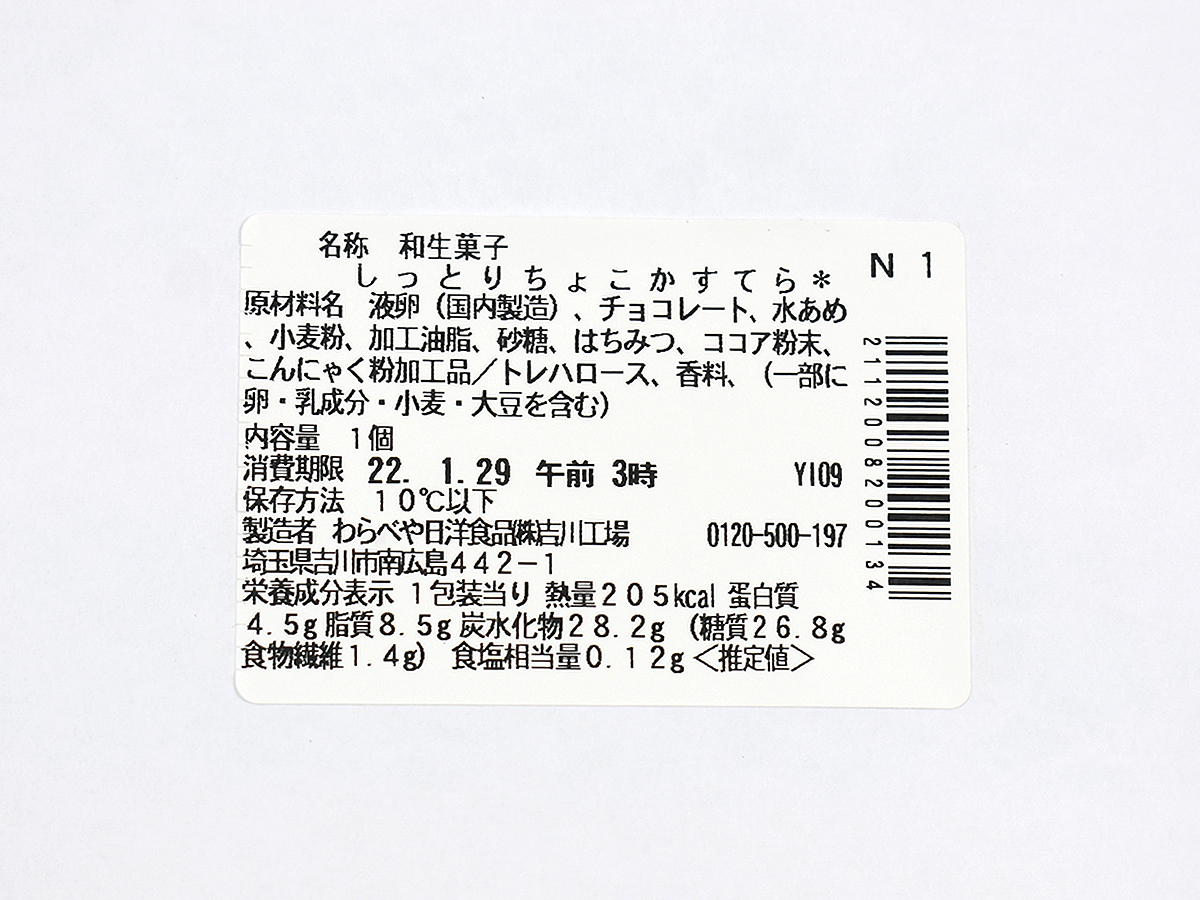 名称　和生菓子
しっとりちょこかすてら＊
N 1
原材料名　液卵（国内製造）、チョコレート、水あめ
、小麦粉、加工油脂、砂糖、はちみつ、ココア粉末、
こんにゃく粉加工品／トレハロース、香料、（一部に
卵・乳成分・小麦・大豆を含む）
内容量　１個
消費期限　22. 1.29 午前 3時　YI09
保存方法　１０℃以下
製造者　わらべや日洋食品㈱吉川工場　0120-500-197
埼玉県吉川市南広島４４２－１
栄養成分表示　１包装当り　熱量２０５kcal　蛋白質
４.５g 脂質８.５g 炭水化物２８.２g （糖質２６.８g
食物繊維１.４g）　食塩相当量０.１２g＜推定値＞
2112008200134